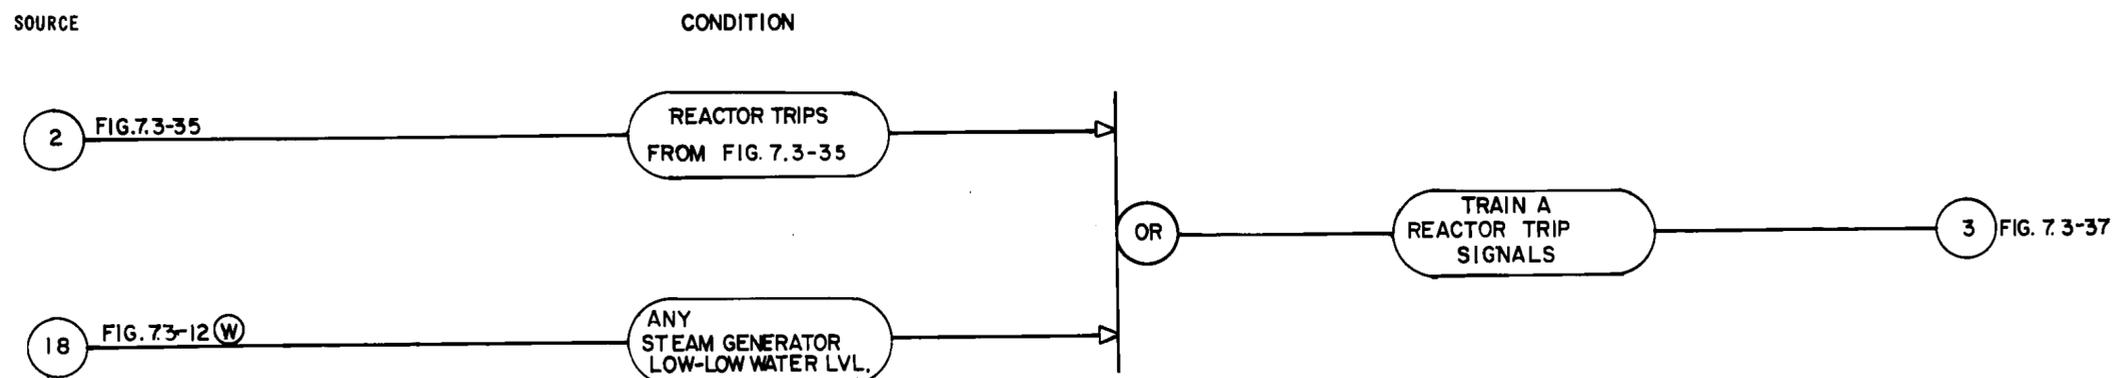 SOURCE
CONDITION
2
FIG.7.3-35
REACTOR TRIPS
FROM FIG. 7.3-35
OR
TRAIN A
REACTOR TRIP
SIGNALS
3
FIG. 7.3-37
18
FIG. 7.3-12 W
ANY
STEAM GENERATOR
LOW-LOW WATER LVL.